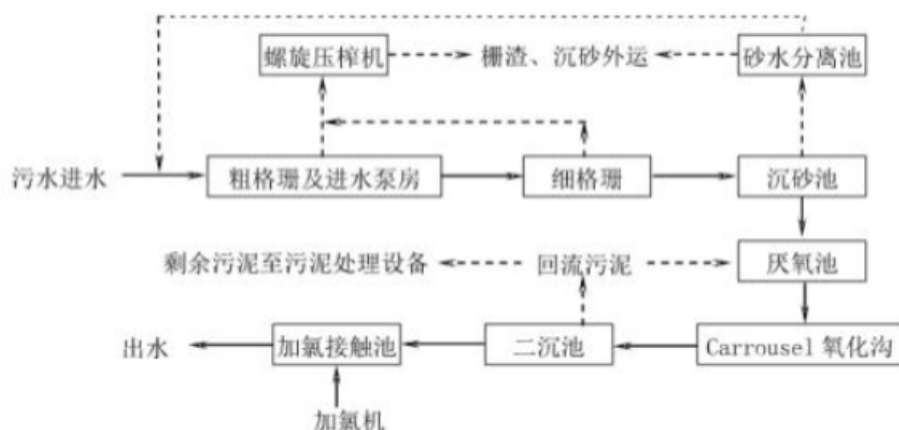 螺旋压榨机
栅渣、沉砂外运
砂水分离池
污水进水
粗格珊及进水泵房
细格珊
沉砂池
剩余污泥至污泥处理设备
回流污泥
厌氧池
出水
加氯接触池
二沉池
Carrousel 氧化沟
加氯机